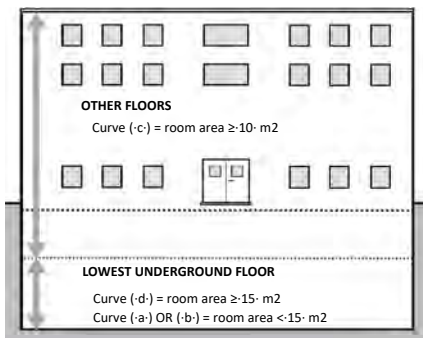 OTHER FLOORS
Curve (·c·) = room area ≥·10· m2
LOWEST UNDERGROUND FLOOR
Curve (·d·) = room area ≥·15· m2
Curve (·a·) OR (·b·) = room area <·15· m2